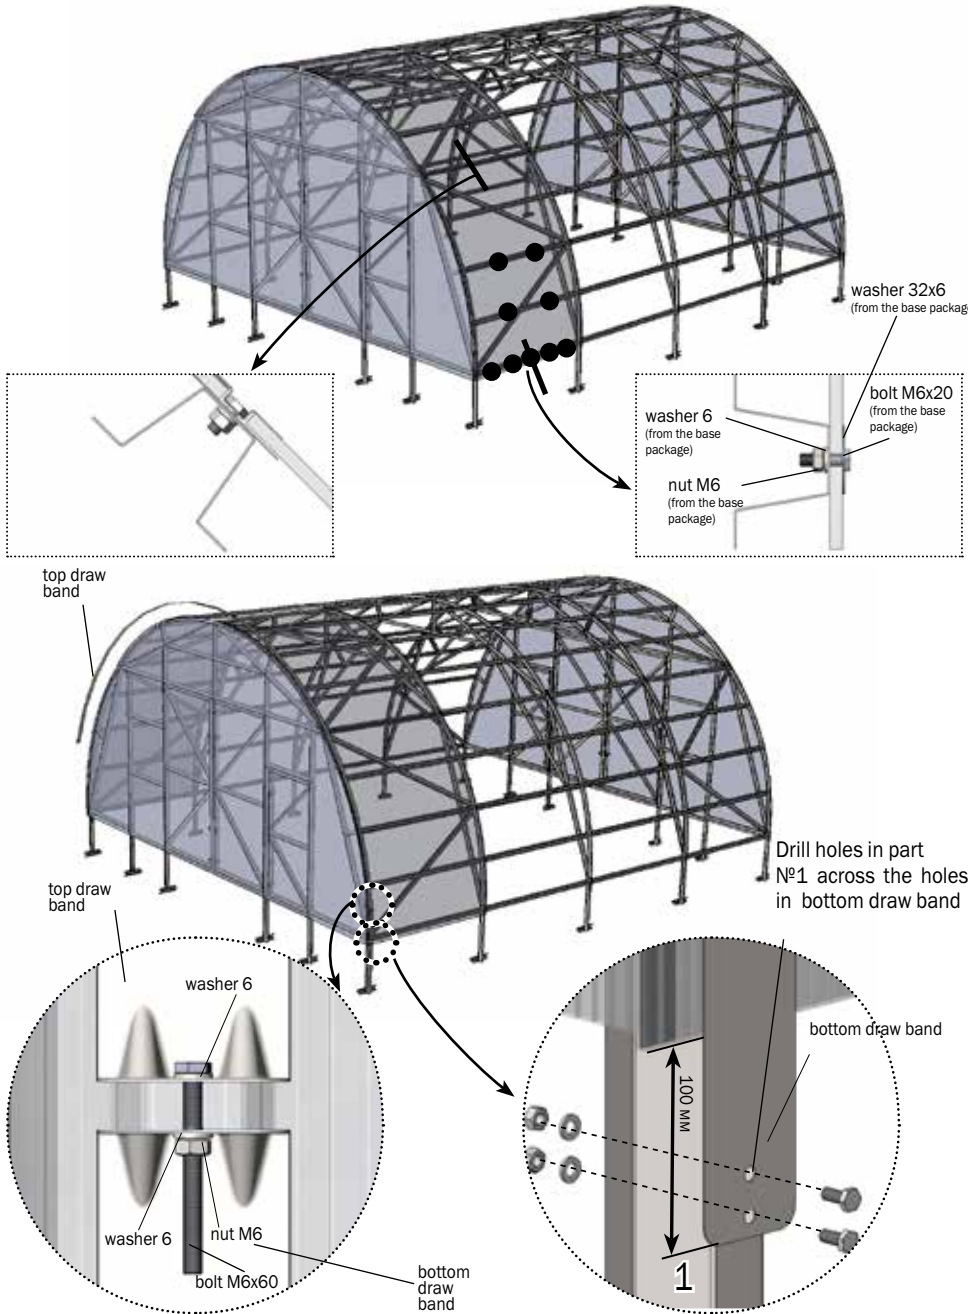 washer 32x6
(from the base package
bolt M6x20
(from the base
package)
washer 6
(from the base
package)
nut M6
(from the base
package)
top draw
band
Drill holes in part
№1 across the holes
in bottom draw band
top draw
band
washer 6
bottom draw band
100 мм
washer 6
nut M6
bolt M6x60
bottom
draw
band
1